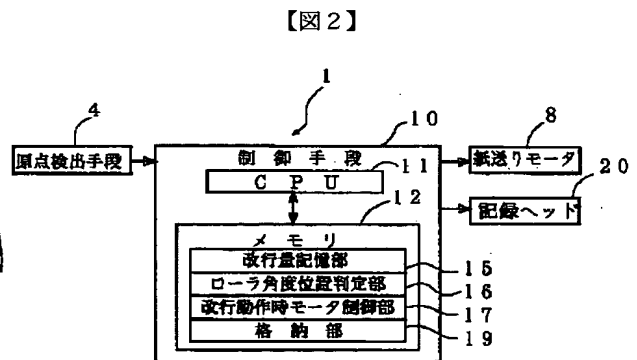 【図2】
1
4
10
8
原点検出手段
制御手段
紙送りモータ
11
CPU
20
12
記録ヘッド
メモリ
改行量記憶部
15
ローラ角度位置判定部
16
改行動作時モータ制御部
17
格納部
19